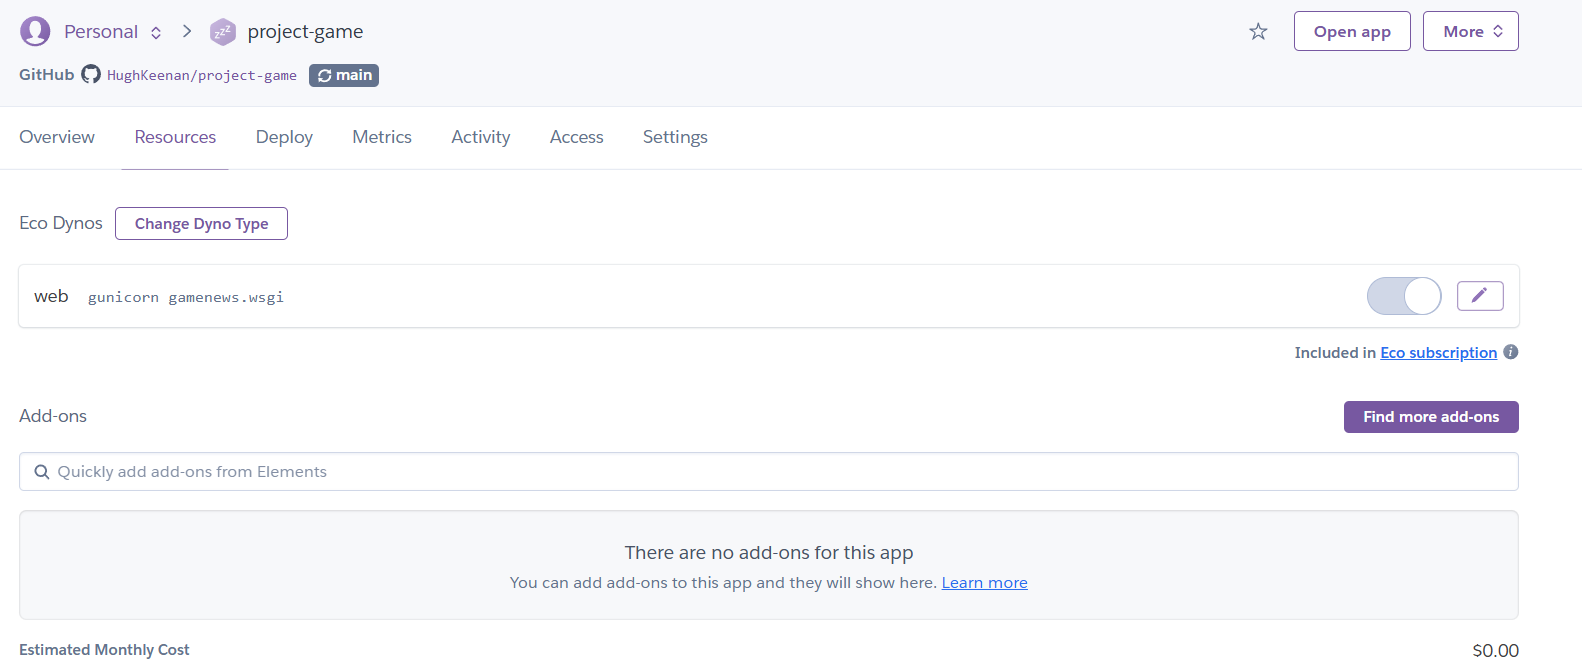 Personal project-game Open app More
GitHub HughKeenan/project-game main
Overview Resources Deploy Metrics Activity Access Settings
Eco Dynos Change Dyno Type
web gunicorn gamenews.wsgi
Included in Eco subscription
Add-ons Find more add-ons
Quickly add add-ons from Elements
There are no add-ons for this app
You can add add-ons to this app and they will show here. Learn more
Estimated Monthly Cost $0.00